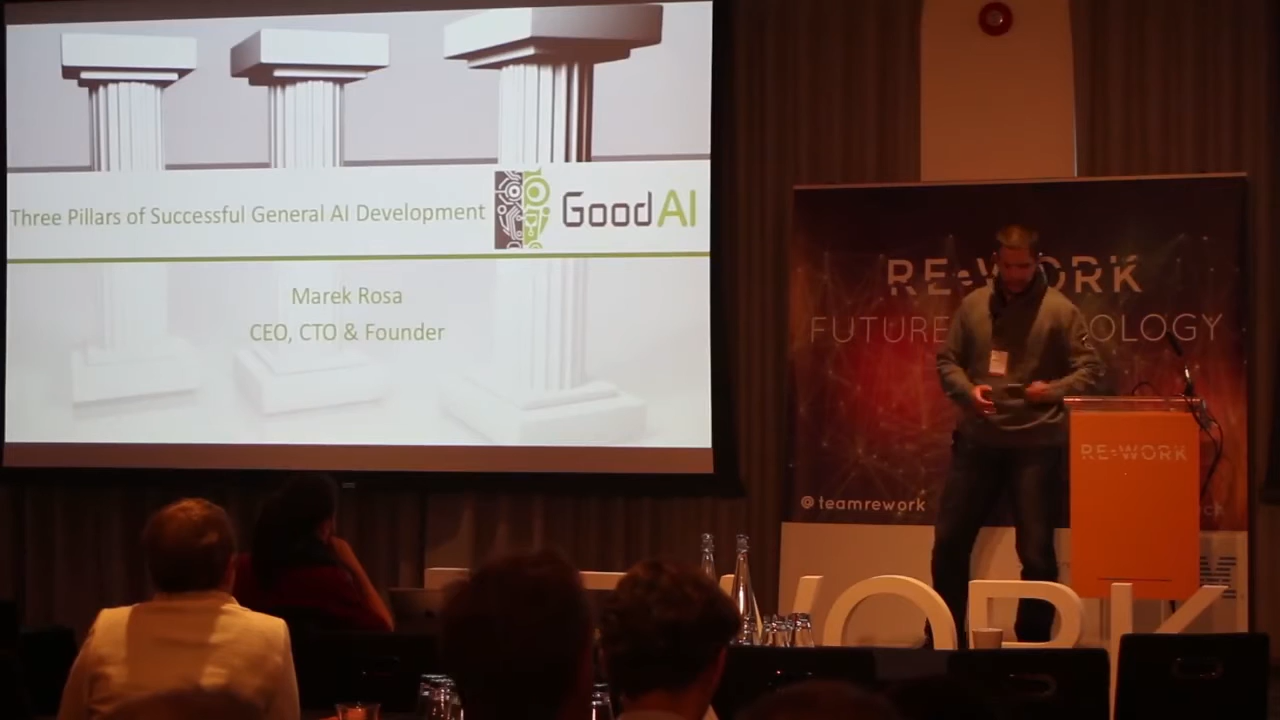 Three Pillars of Successful General AI Development
GoodAI
Marek Rosa
CEO, CTO & Founder
RE•WORK
FUTURE
OLOGY
@teamrework
RE•WORK
WORK